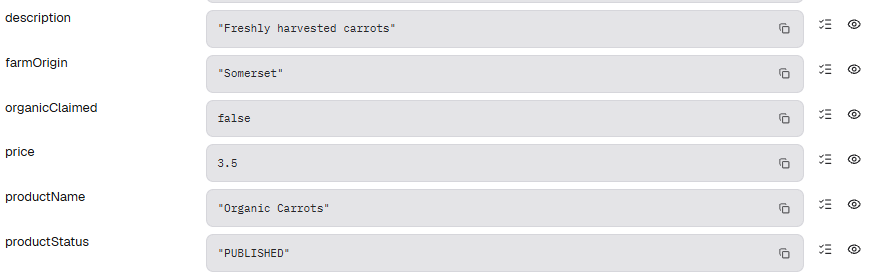 description
"Freshly harvested carrots"
farmOrigin
"Somerset"
organicClaimed
false
price
3.5
productName
"Organic Carrots"
productStatus
"PUBLISHED"